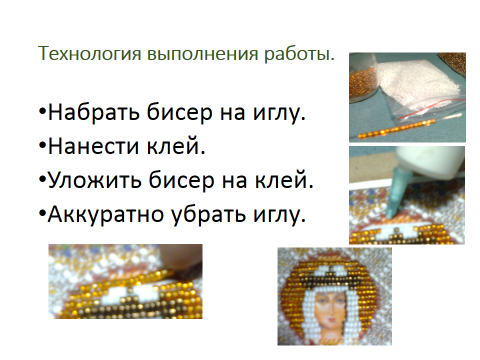 Технология выполнения работы.
•Набрать бисер на иглу.
•Нанести клей.
•Уложить бисер на клей.
•Аккуратно убрать иглу.